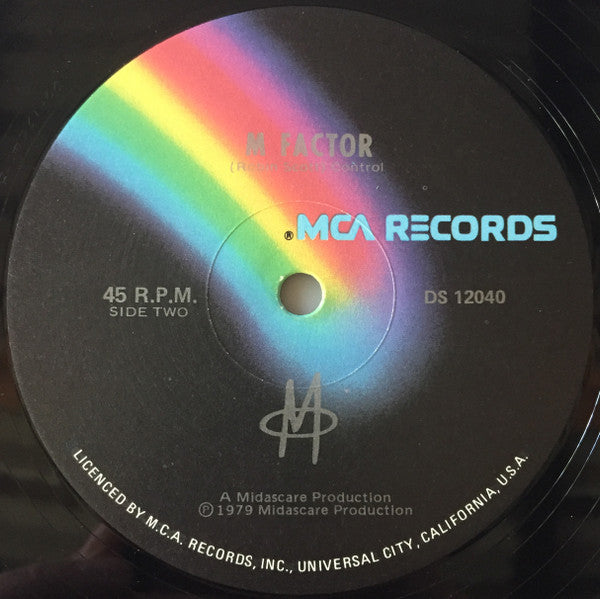 M FACTOR
Control
®MCA RECORDS
45 R.P.M.
SIDE TWO
DS 12040
M
A Midascare Production
Ⓟ 1979 Midascare Production
LICENCED BY M.C.A. RECORDS, INC., UNIVERSAL CITY, CALIFORNIA, U.S.A.